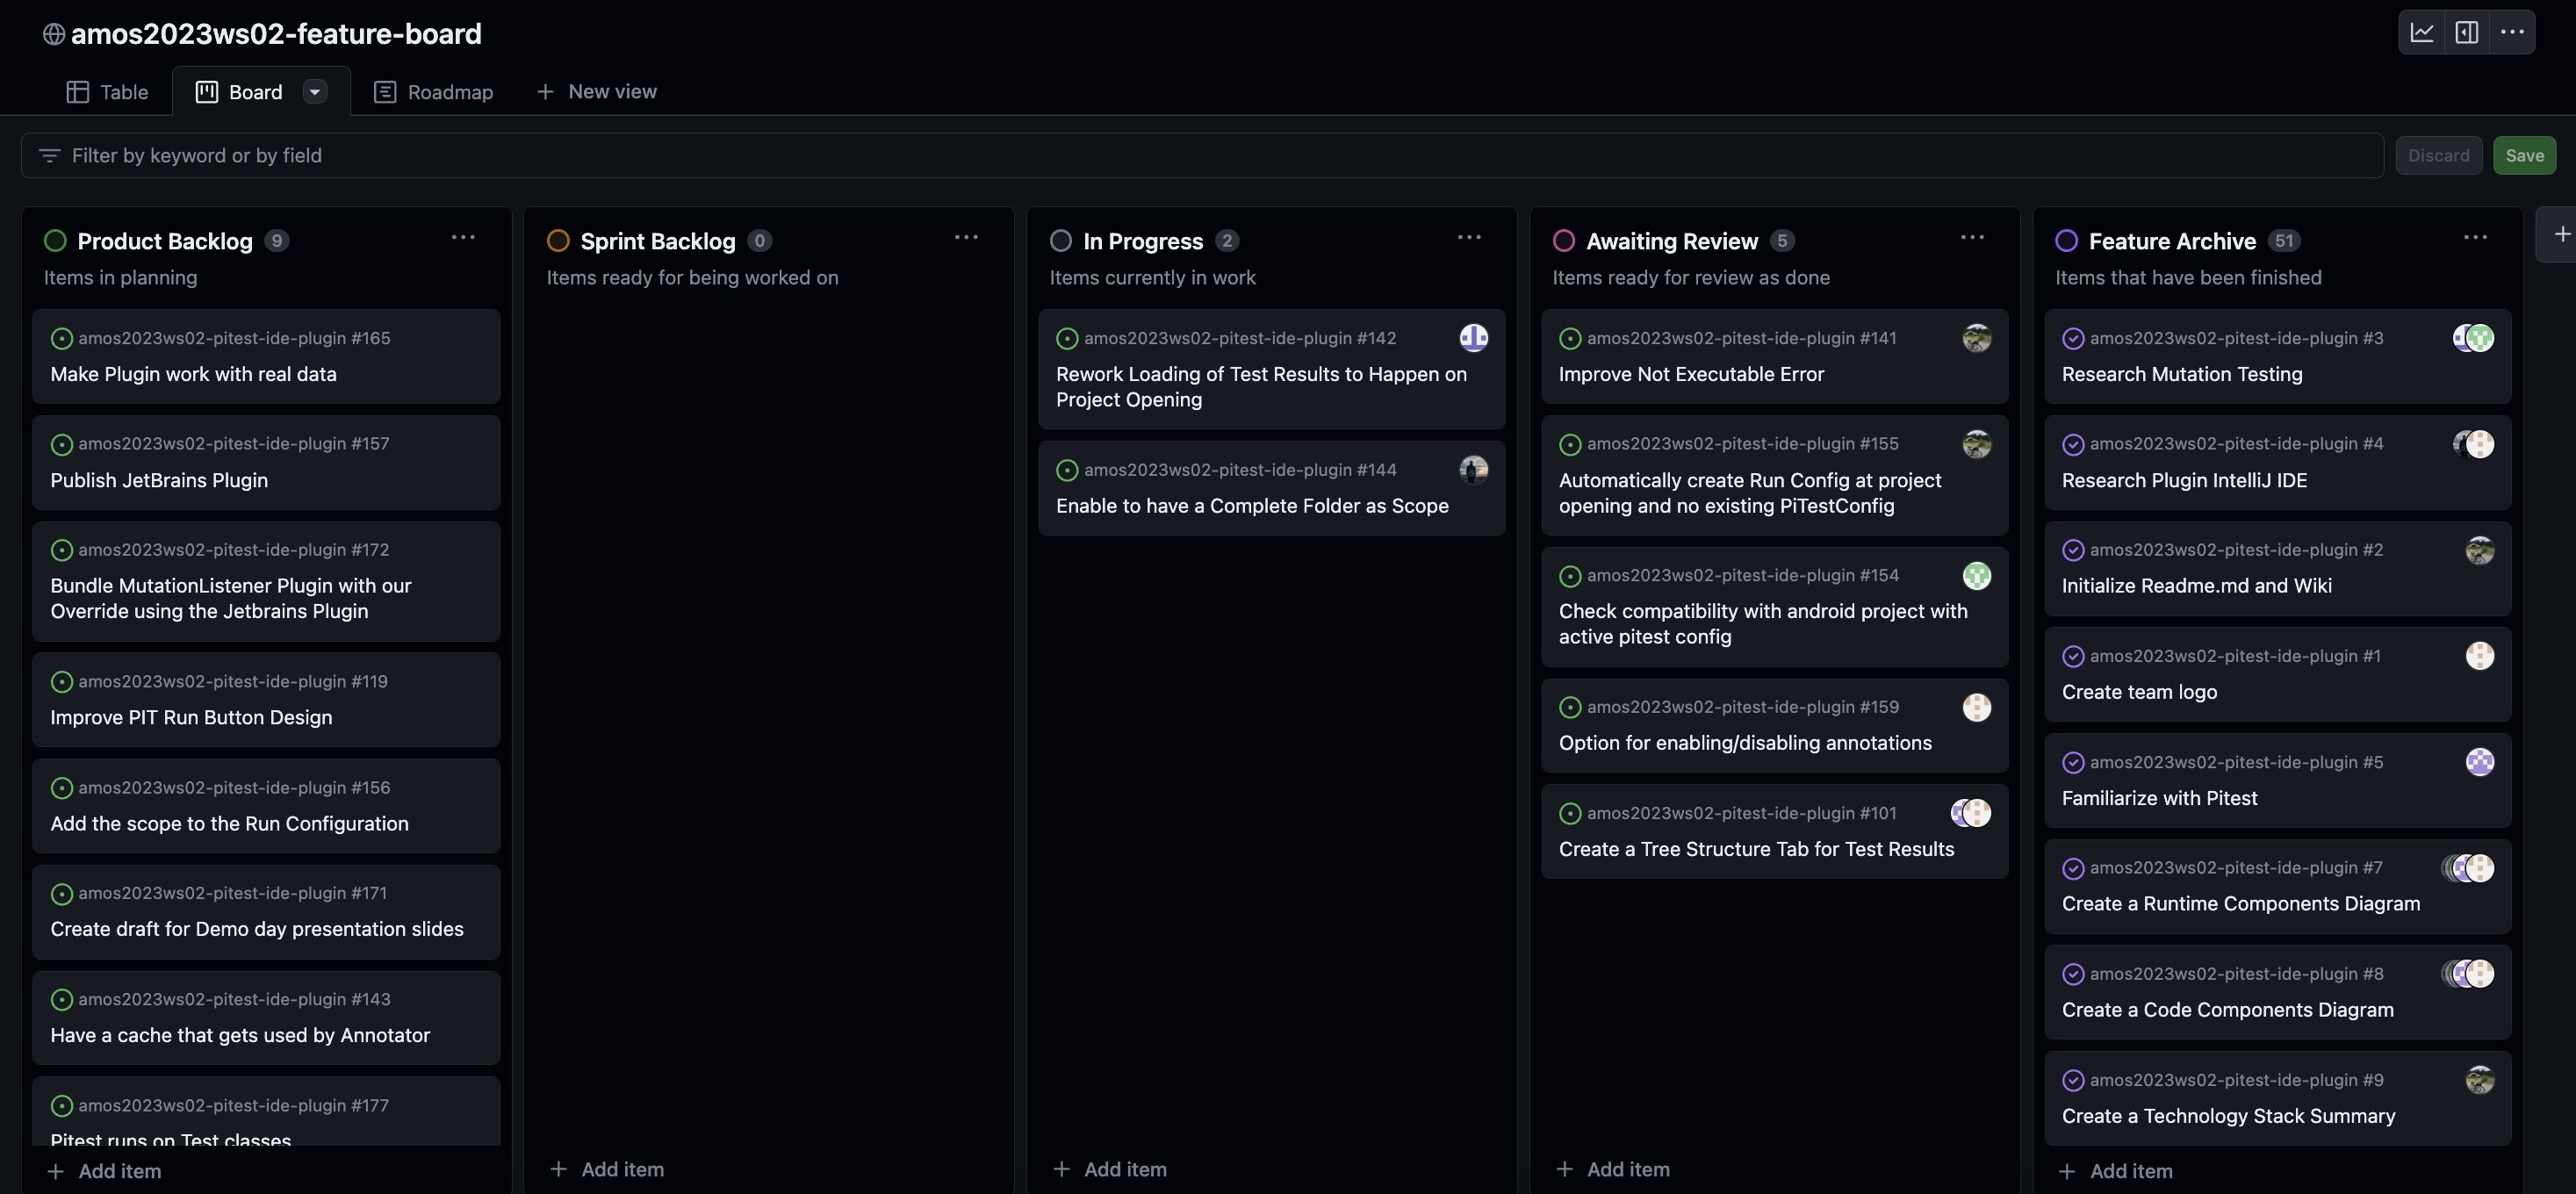 amos2023ws02-feature-board
Table
Board
Roadmap
New view
Filter by keyword or by field
Discard
Save
Product Backlog 9
Items in planning
amos2023ws02-pitest-ide-plugin #165
Make Plugin work with real data
amos2023ws02-pitest-ide-plugin #157
Publish JetBrains Plugin
amos2023ws02-pitest-ide-plugin #172
Bundle MutationListener Plugin with our
Override using the Jetbrains Plugin
amos2023ws02-pitest-ide-plugin #119
Improve PIT Run Button Design
amos2023ws02-pitest-ide-plugin #156
Add the scope to the Run Configuration
amos2023ws02-pitest-ide-plugin #171
Create draft for Demo day presentation slides
amos2023ws02-pitest-ide-plugin #143
Have a cache that gets used by Annotator
amos2023ws02-pitest-ide-plugin #177
Pitest runs on Test classes
Add item
Sprint Backlog 0
Items ready for being worked on
Add item
In Progress 2
Items currently in work
amos2023ws02-pitest-ide-plugin #142
Rework Loading of Test Results to Happen on
Project Opening
amos2023ws02-pitest-ide-plugin #144
Enable to have a Complete Folder as Scope
Add item
Awaiting Review 5
Items ready for review as done
amos2023ws02-pitest-ide-plugin #141
Improve Not Executable Error
amos2023ws02-pitest-ide-plugin #155
Automatically create Run Config at project
opening and no existing PiTestConfig
amos2023ws02-pitest-ide-plugin #154
Check compatibility with android project with
active pitest config
amos2023ws02-pitest-ide-plugin #159
Option for enabling/disabling annotations
amos2023ws02-pitest-ide-plugin #101
Create a Tree Structure Tab for Test Results
Add item
Feature Archive 51
Items that have been finished
amos2023ws02-pitest-ide-plugin #3
Research Mutation Testing
amos2023ws02-pitest-ide-plugin #4
Research Plugin IntelliJ IDE
amos2023ws02-pitest-ide-plugin #2
Initialize Readme.md and Wiki
amos2023ws02-pitest-ide-plugin #1
Create team logo
amos2023ws02-pitest-ide-plugin #5
Familiarize with Pitest
amos2023ws02-pitest-ide-plugin #7
Create a Runtime Components Diagram
amos2023ws02-pitest-ide-plugin #8
Create a Code Components Diagram
amos2023ws02-pitest-ide-plugin #9
Create a Technology Stack Summary
Add item